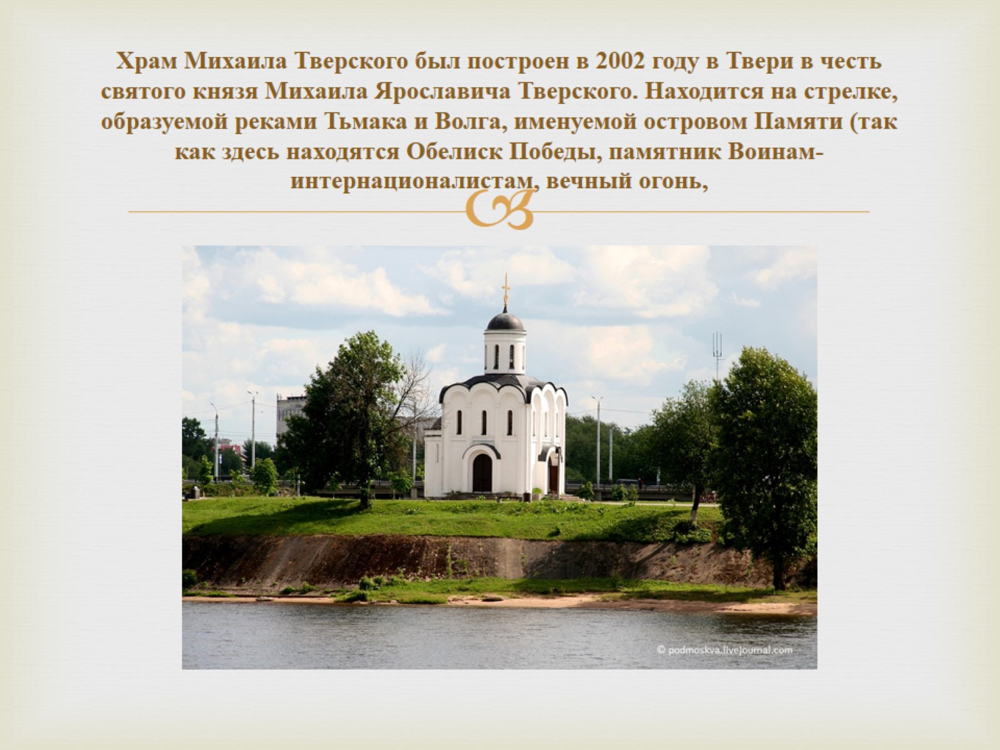 Храм Михаила Тверского был построен в 2002 году в Твери в честь
святого князя Михаила Ярославича Тверского. Находится на стрелке,
образуемой реками Тьмака и Волга, именуемой островом Памяти (так
как здесь находятся Обелиск Победы, памятник Воинам-
интернационалистам, вечный огонь,
© podmoskva.livejournal.com